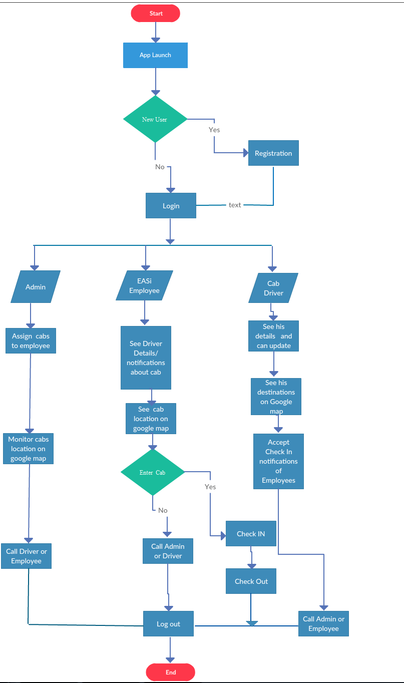 Start
App Launch
New User
Yes
Registration
No
Login
text
Admin
EASi
Employee
Cab
Driver
Assign cabs
to employee
See Driver
Details/
notifications
about cab
See his
details and
can update
See cab
location on
google map
See his
destinations
on Google
map
Monitor cabs
location on
google map
Enter Cab
Accept
Check In
notifications
of
Employees
Yes
No
Call Driver or
Employee
Call Admin
or Driver
Check IN
Check Out
Log out
Call Admin or
Employee
End